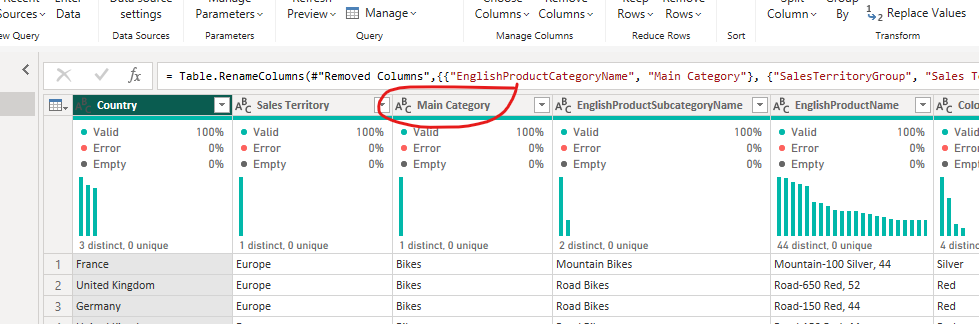 Data
settings
Manage
Parameters
Preview
Manage
Columns
Columns
Keep
Rows
Rows
Column
By
Replace Values
Query
Data Sources
Parameters
Query
Manage Columns
Reduce Rows
Sort
Transform
= Table.RenameColumns(#"Removed Columns",{{"EnglishProductCategoryName", "Main Category"}, {"SalesTerritoryGroup", "Sales
Country Sales Territory Main Category EnglishProductSubcategoryName EnglishProductName
Valid 100% Valid 100% Valid 100% Valid 100% Valid 100% Valid
Error 0% Error 0% Error 0% Error 0% Error 0% Error
Empty 0% Empty 0% Empty 0% Empty 0% Empty 0% Empty
3 distinct, 0 unique 1 distinct, 0 unique 1 distinct, 0 unique 2 distinct, 0 unique 44 distinct, 0 unique 4 dis
1 France Europe Bikes Mountain Bikes Mountain-100 Silver, 44 Silver
2 United Kingdom Europe Bikes Road Bikes Road-650 Red, 52 Red
3 Germany Europe Bikes Road Bikes Road-150 Red, 44 Red